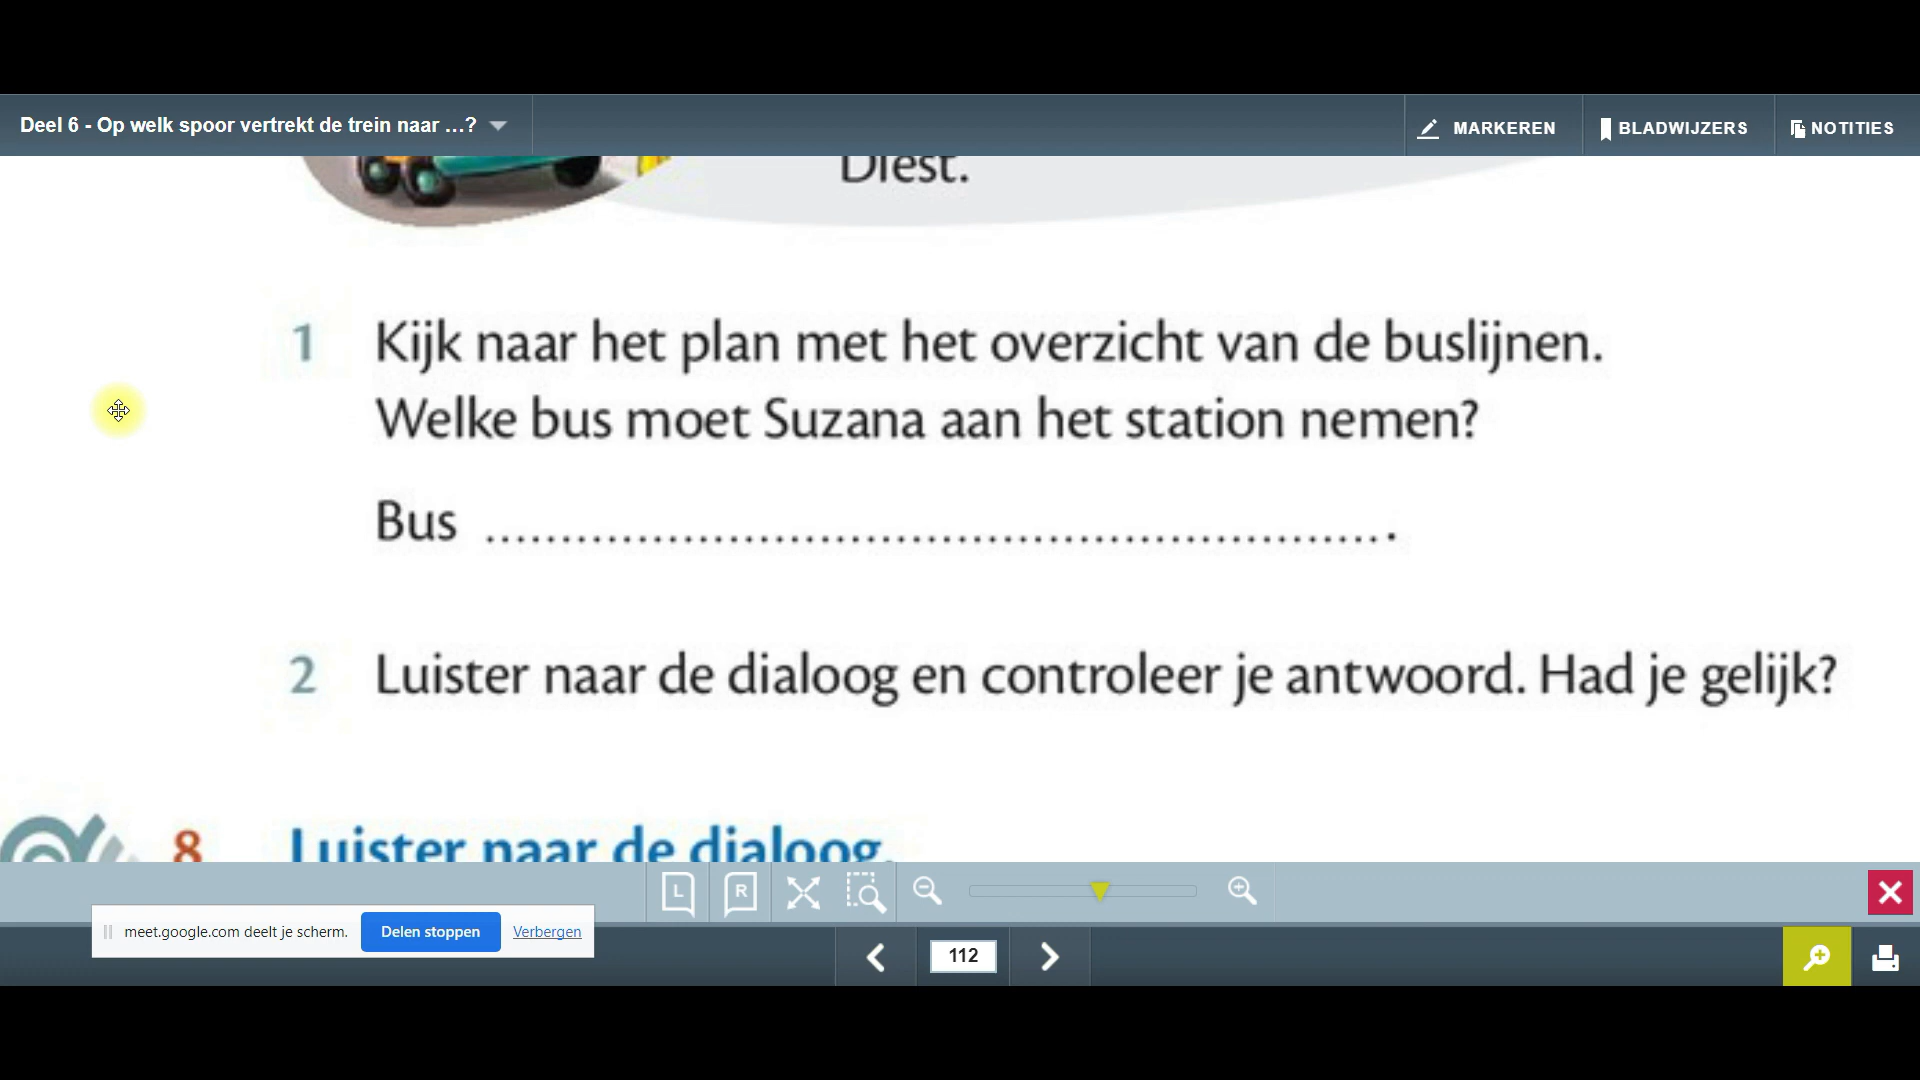 Deel 6 - Op welk spoor vertrekt de trein naar ...?
MARKEREN
BLADWIJZERS
NOTITIES
Diest.
1 Kijk naar het plan met het overzicht van de buslijnen.
Welke bus moet Suzana aan het station nemen?
Bus ............................................................
2 Luister naar de dialoog en controleer je antwoord. Had je gelijk?
8 Luister naar de dialoog.
L
R
meet.google.com deelt je scherm.
Delen stoppen
Verbergen
112